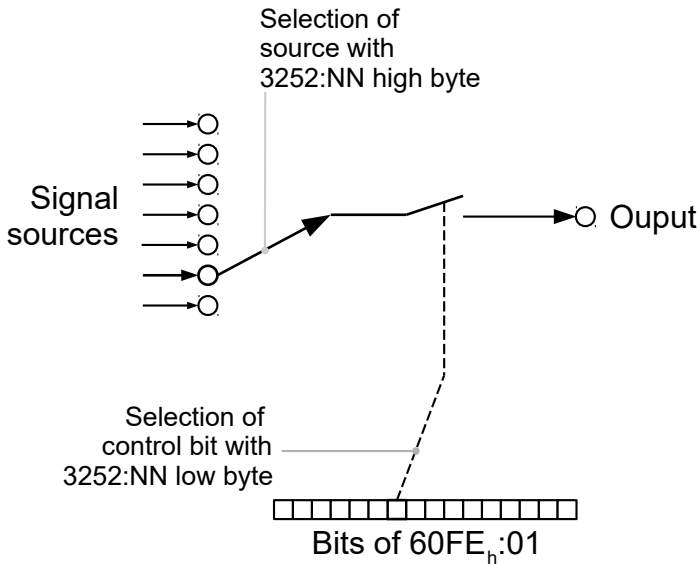 Selection of
source with
3252:NN high byte
Signal
sources
Ouput
Selection of
control bit with
3252:NN low byte
Bits of 60FEh:01